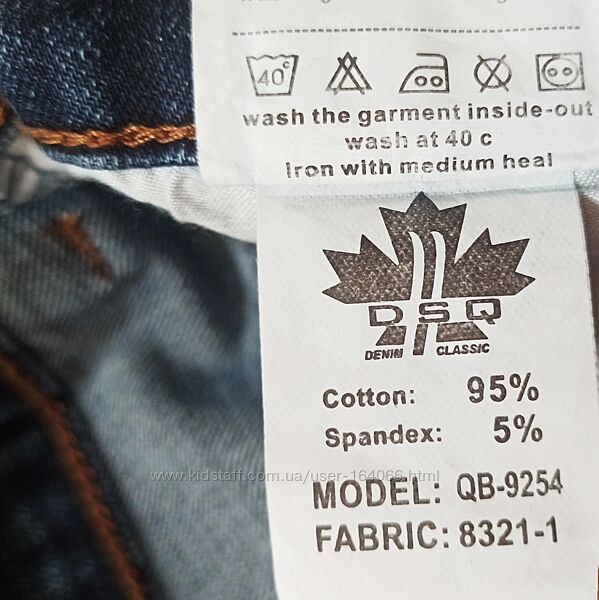 40 c
wash the garment inside-out
wash at 40 c
Iron with medium heal
DSQ
DENIM CLASSIC
Cotton: 95%
Spandex: 5%
www.kidstaff.com.ua/user-164066.html
MODEL: QB-9254
FABRIC: 8321-1